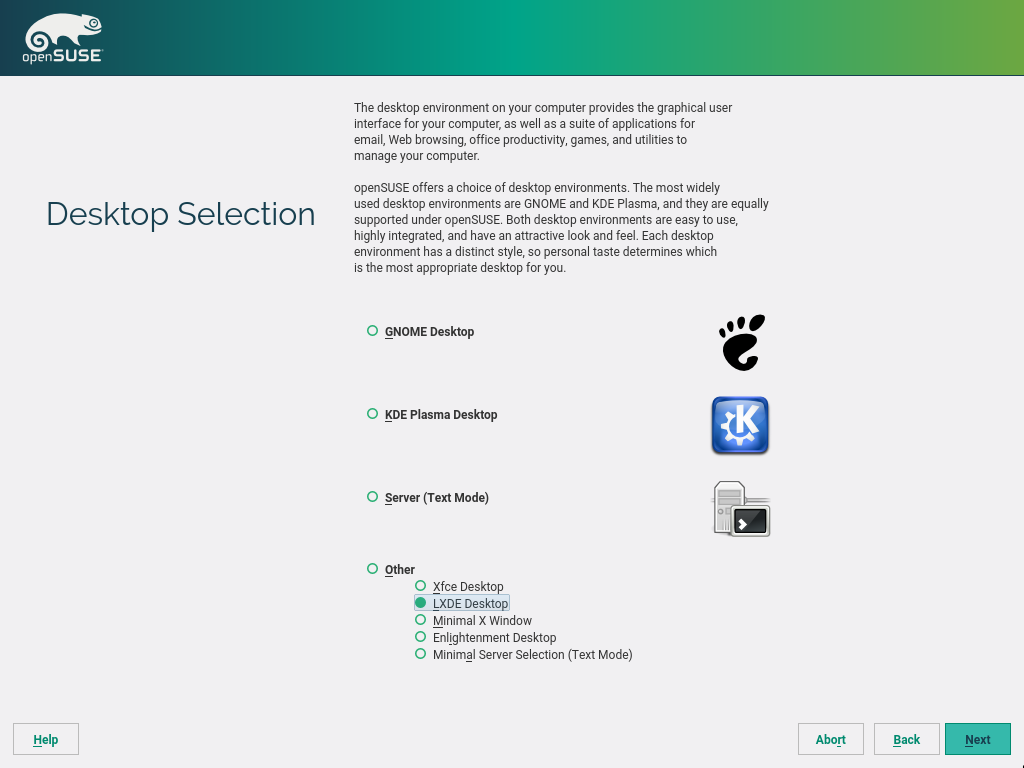 openSUSE
Desktop Selection
The desktop environment on your computer provides the graphical user
interface for your computer, as well as a suite of applications for
email, Web browsing, office productivity, games, and utilities to
manage your computer.
openSUSE offers a choice of desktop environments. The most widely
used desktop environments are GNOME and KDE Plasma, and they are equally
supported under openSUSE. Both desktop environments are easy to use,
highly integrated, and have an attractive look and feel. Each desktop
environment has a distinct style, so personal taste determines which
is the most appropriate desktop for you.
GNOME Desktop
KDE Plasma Desktop
Server (Text Mode)
Other
Xfce Desktop
LXDE Desktop
Minimal X Window
Enlightenment Desktop
Minimal Server Selection (Text Mode)
Help
Abort
Back
Next